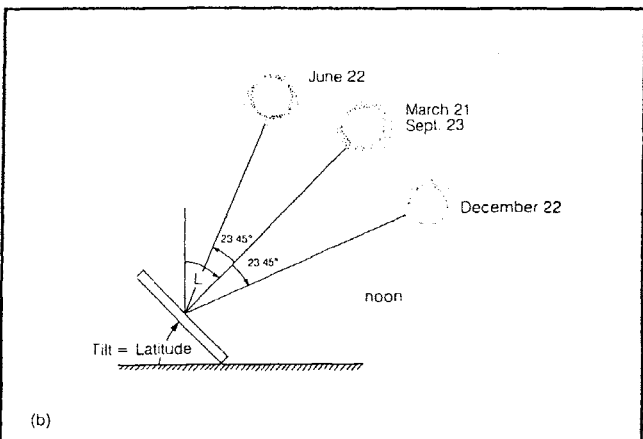 June 22
March 21
Sept. 23
December 22
23 45°
23 45°
L
noon
Tilt = Latitude
(b)